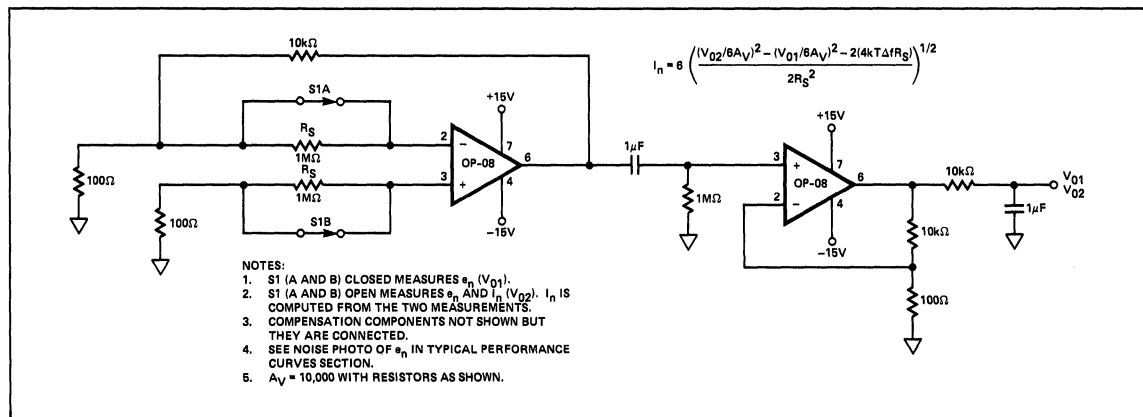 10kΩ
I_n = 6 ( (V_02/6A_V)^2 – (V_01/6A_V)^2 – 2(4kTΔfR_S) / 2R_S^2 )^1/2
S1A
+15V
+15V
R_S
1MΩ
2
–
7
OP-08
6
1μF
3
+
7
OP-08
6
10kΩ
V_01
V_02
100Ω
R_S
1MΩ
3
+
4
1MΩ
2
–
4
1μF
100Ω
S1B
–15V
–15V
10kΩ
100Ω
NOTES:
1. S1 (A AND B) CLOSED MEASURES e_n (V_01).
2. S1 (A AND B) OPEN MEASURES e_n AND i_n (V_02). I_n IS
COMPUTED FROM THE TWO MEASUREMENTS.
3. COMPENSATION COMPONENTS NOT SHOWN BUT
THEY ARE CONNECTED.
4. SEE NOISE PHOTO OF e_n IN TYPICAL PERFORMANCE
CURVES SECTION.
5. A_V = 10,000 WITH RESISTORS AS SHOWN.